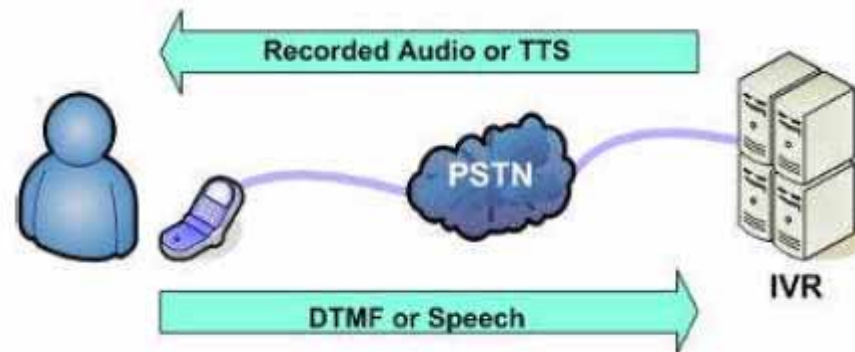 Recorded Audio or TTS
PSTN
IVR
DTMF or Speech